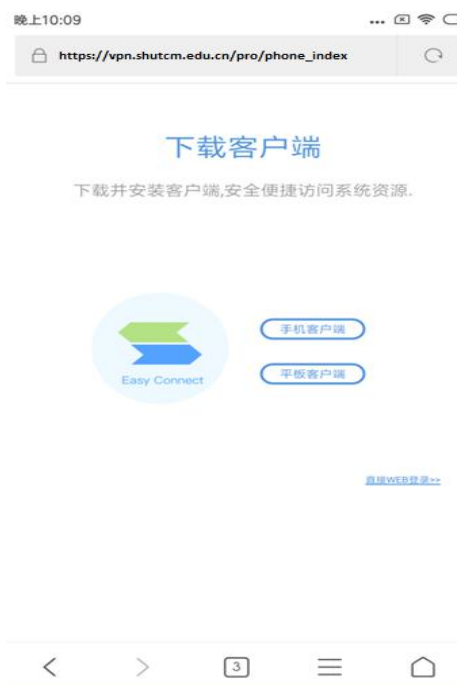 晚上10:09
https://vpn.shutcm.edu.cn/pro/phone_index
下载客户端
下载并安装客户端,安全便捷访问系统资源.
手机客户端
平板客户端
Easy Connect
直接WEB登录>>
3